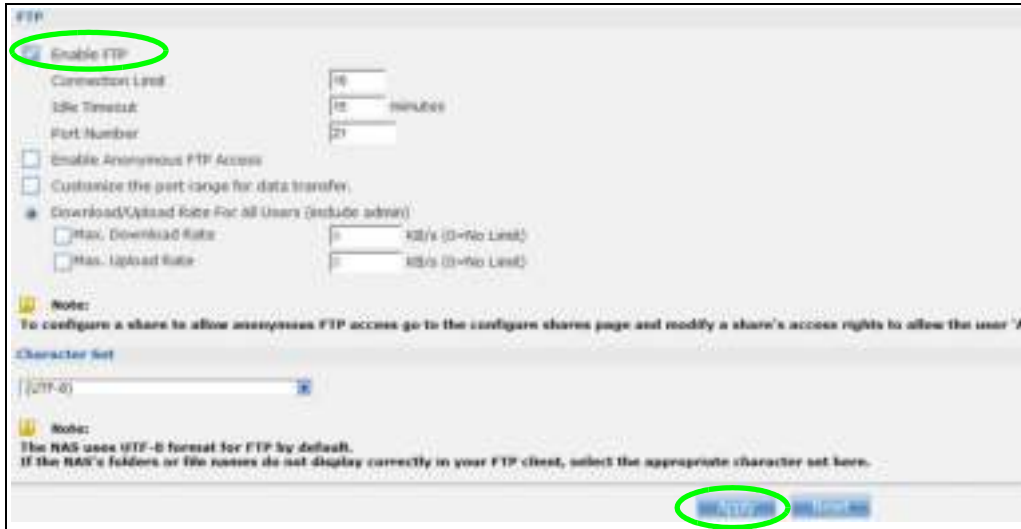 FTP
Enable FTP
Connection Limit
Idle Timeout minutes
Port Number 21
Enable Anonymous FTP Access
Customize the port range for data transfer.
Download/Upload Rate For All Users (include admin)
Max. Download Rate KB/s (0=No Limit)
Max. Upload Rate KB/s (0=No Limit)
Note:
To configure a share to allow anonymous FTP access go to the configure shares page and modify a share's access rights to allow the user 'A
Character Set
(UTF-8)
Note:
The NAS uses UTF-8 format for FTP by default.
If the NAS's folders or file names do not display correctly in your FTP client, select the appropriate character set here.
Apply Reset